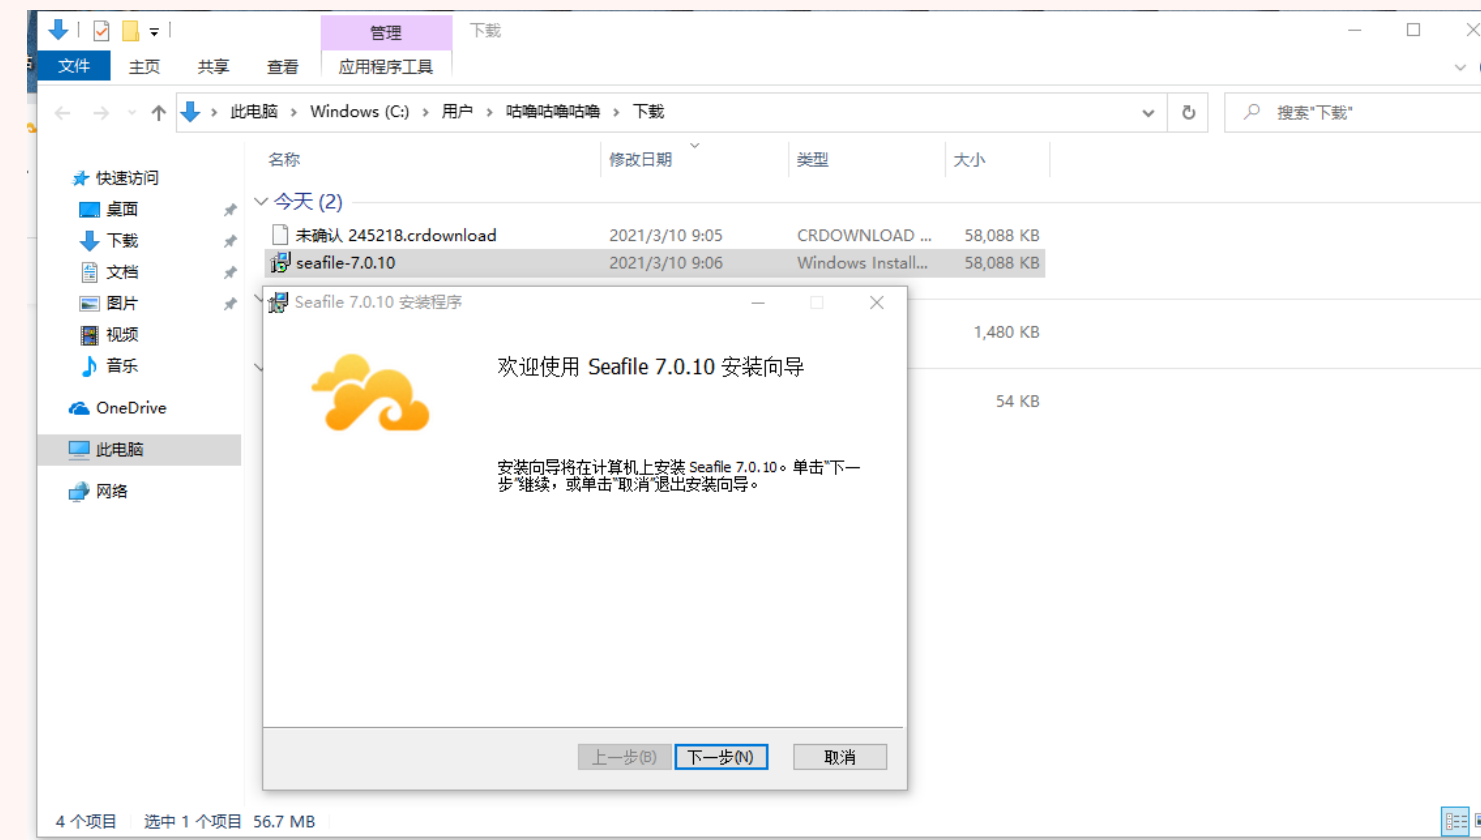 管理
下载
文件 主页 共享 查看 应用程序工具
此电脑 Windows (C:) 用户 咕噜咕噜咕噜 下载
搜索"下载"
名称 修改日期 类型 大小
快速访问
桌面
下载
文档
图片
视频
音乐
OneDrive
此电脑
网络
今天 (2)
未确认 245218.crdownload 2021/3/10 9:05 CRDOWNLOAD ... 58,088 KB
seafile-7.0.10 2021/3/10 9:06 Windows Install... 58,088 KB
1,480 KB
54 KB
Seafile 7.0.10 安装程序
欢迎使用 Seafile 7.0.10 安装向导
安装向导将在计算机上安装 Seafile 7.0.10。单击"下一
步"继续，或单击"取消"退出安装向导。
上一步(B) 下一步(N) 取消
4 个项目 选中 1 个项目 56.7 MB